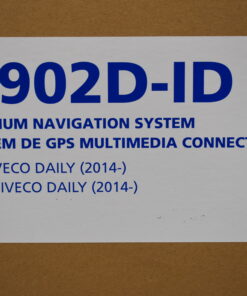 902D-ID
IUM NAVIGATION SYSTEM
EM DE GPS MULTIMEDIA CONNECT
VECO DAILY (2014-)
IVECO DAILY (2014-)